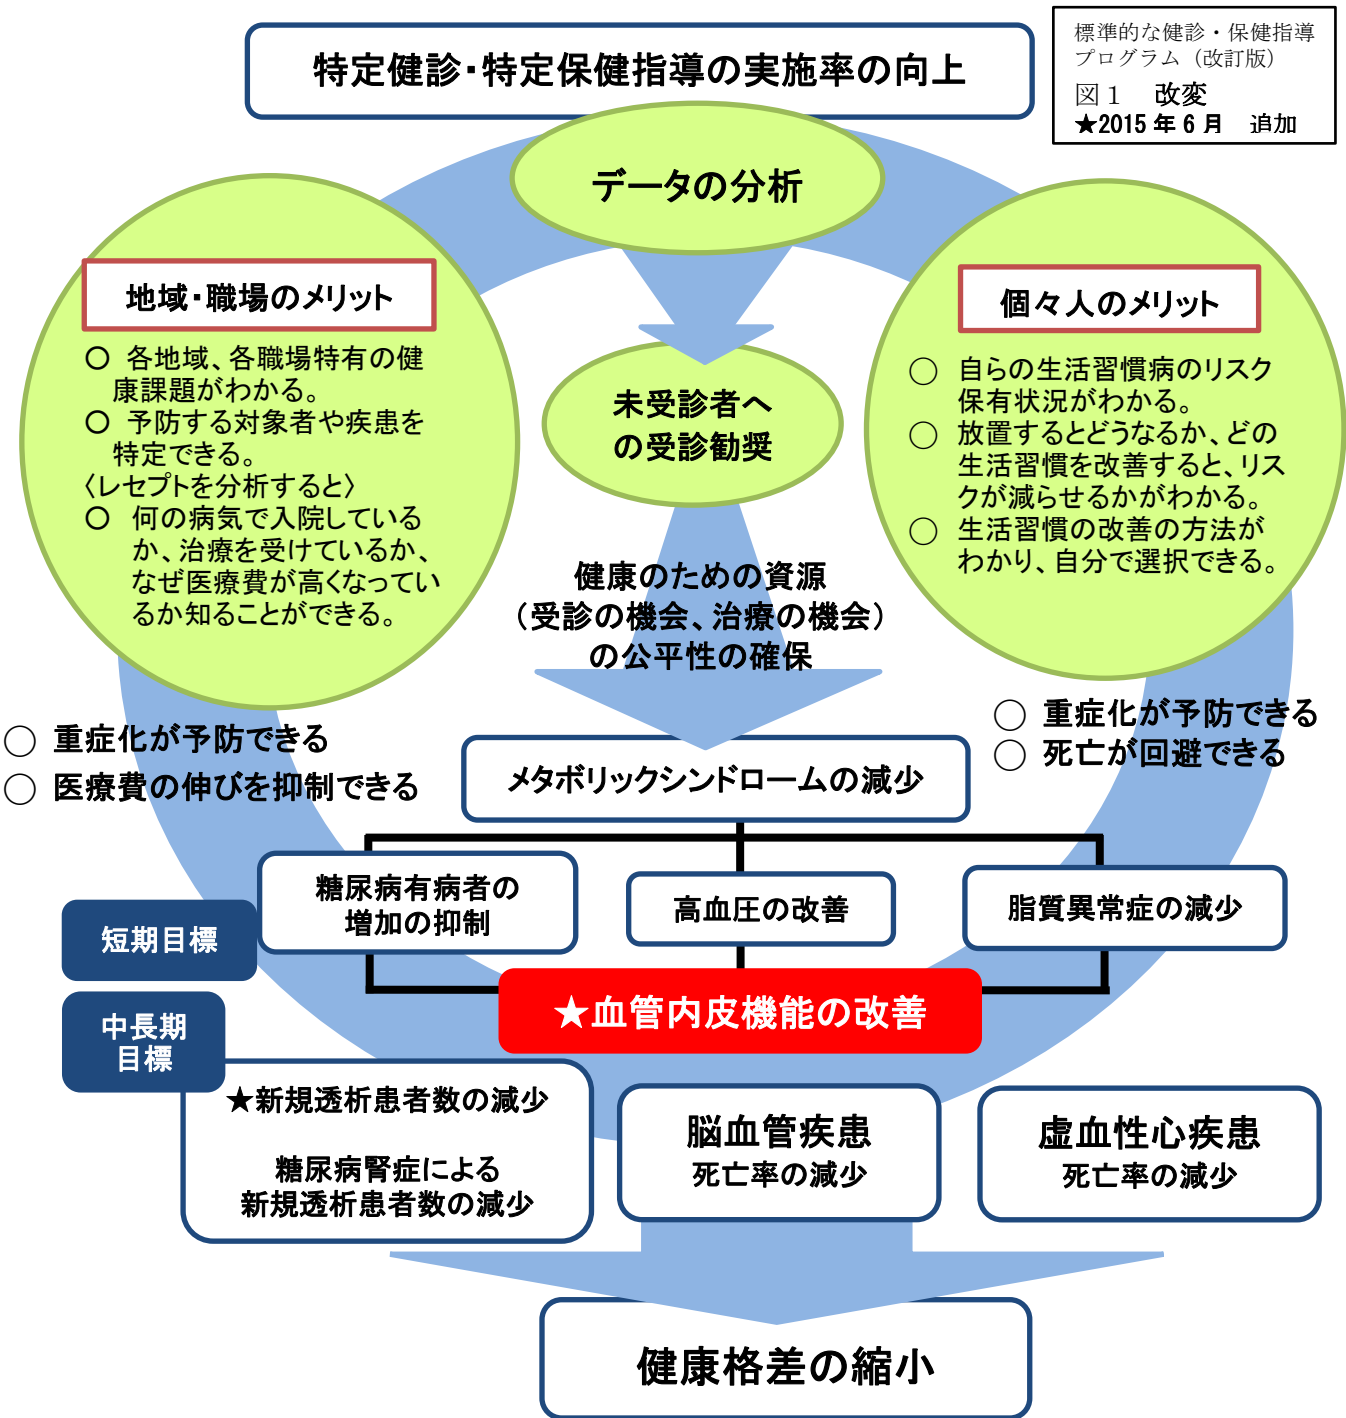 標準的な健診・保健指導
プログラム（改訂版）
図１　改変
★2015年6月　追加
特定健診・特定保健指導の実施率の向上
データの分析
地域・職場のメリット
○ 各地域、各職場特有の健
康課題がわかる。
○ 予防する対象者や疾患を
特定できる。
〈レセプトを分析すると〉
○ 何の病気で入院している
か、治療を受けているか、
なぜ医療費が高くなってい
るか知ることができる。
未受診者へ
の受診勧奨
個々人のメリット
○ 自らの生活習慣病のリスク
保有状況がわかる。
○ 放置するとどうなるか、どの
生活習慣を改善すると、リス
クが減らせるかがわかる。
○ 生活習慣の改善の方法が
わかり、自分で選択できる。
健康のための資源
（受診の機会、治療の機会）
の公平性の確保
○ 重症化が予防できる
○ 医療費の伸びを抑制できる
○ 重症化が予防できる
○ 死亡が回避できる
メタボリックシンドロームの減少
糖尿病有病者の
増加の抑制
高血圧の改善
脂質異常症の減少
短期目標
★血管内皮機能の改善
中長期
目標
★新規透析患者数の減少
糖尿病腎症による
新規透析患者数の減少
脳血管疾患
死亡率の減少
虚血性心疾患
死亡率の減少
健康格差の縮小